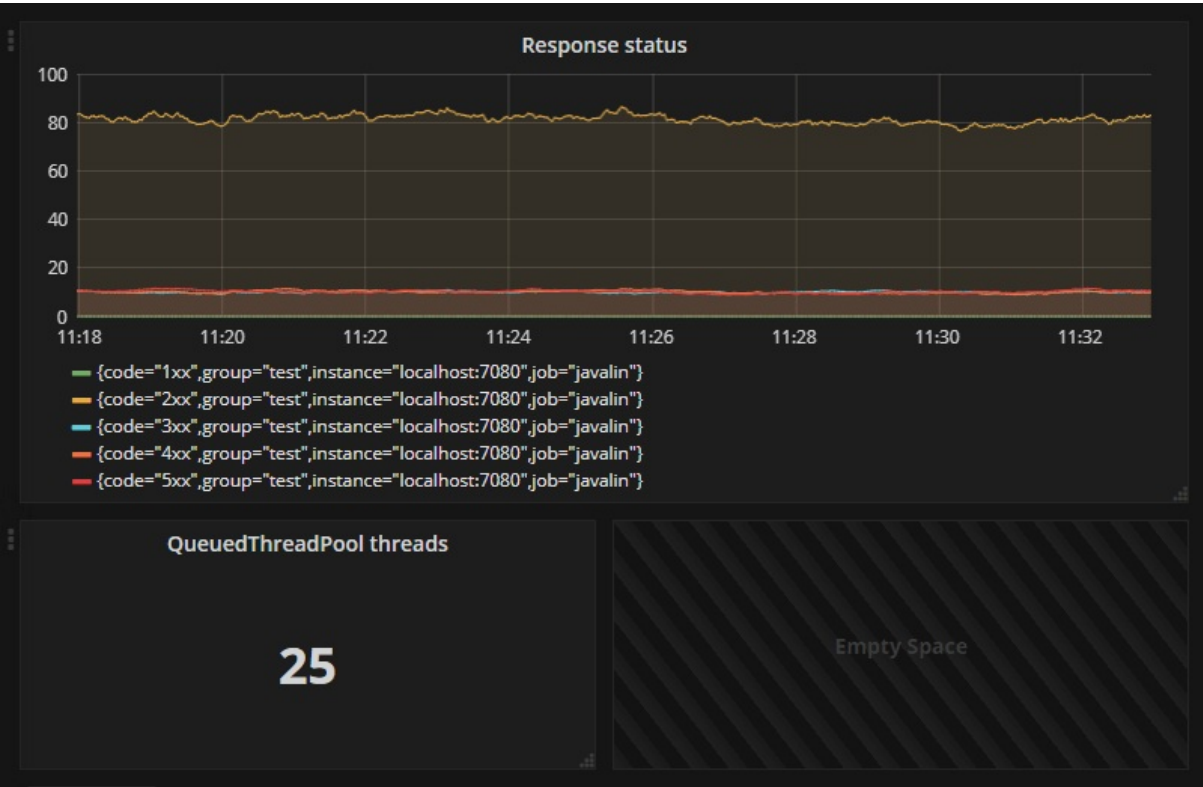 Response status
100
80
60
40
20
0
11:18 11:20 11:22 11:24 11:26 11:28 11:30 11:32
{code="1xx",group="test",instance="localhost:7080",job="javalin"}
{code="2xx",group="test",instance="localhost:7080",job="javalin"}
{code="3xx",group="test",instance="localhost:7080",job="javalin"}
{code="4xx",group="test",instance="localhost:7080",job="javalin"}
{code="5xx",group="test",instance="localhost:7080",job="javalin"}
QueuedThreadPool threads
25
Empty Space